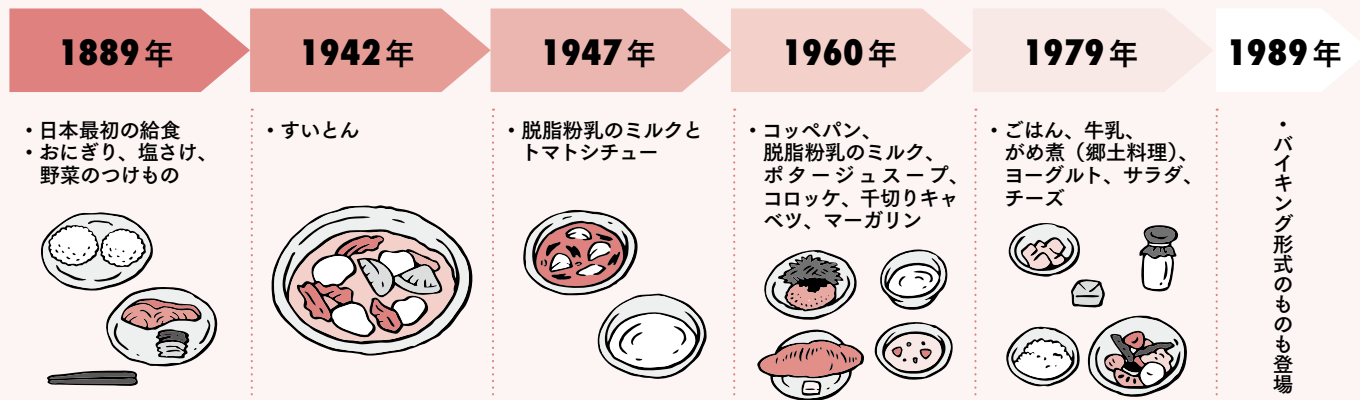 1889年
・日本最初の給食
・おにぎり、塩さけ、
野菜のつけもの
1942年
・すいとん
1947年
・脱脂粉乳のミルクと
トマトシチュー
1960年
・コッペパン、
脱脂粉乳のミルク、
ポタージュスープ、
コロッケ、千切りキャ
ベツ、マーガリン
1979年
・ごはん、牛乳、
がめ煮（郷土料理）、
ヨーグルト、サラダ、
チーズ
1989年
・バイキング形式のものも登場